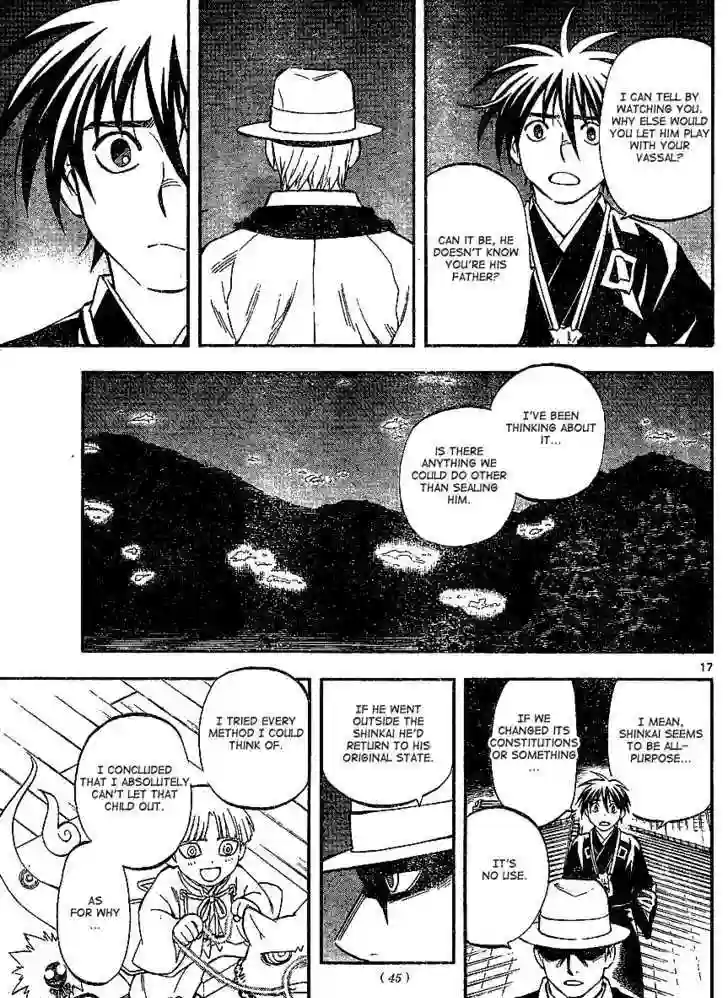 I CAN TELL BY
WATCHING YOU.
WHY ELSE WOULD
YOU LET HIM PLAY
WITH YOUR
VASSAL?
CAN IT BE, HE
DOESN'T KNOW
YOU'RE HIS
FATHER?
I'VE BEEN
THINKING ABOUT
IT...
IS THERE
ANYTHING WE
COULD DO OTHER
THAN SEALING
HIM.
17
I MEAN,
SHINKAI SEEMS
TO BE ALL-
PURPOSE...
IF WE
CHANGED ITS
CONSTITUTIONS
OR SOMETHING
...
IT'S
NO USE.
IF HE WENT
OUTSIDE THE
SHINKAI HE'D
RETURN TO HIS
ORIGINAL STATE.
I TRIED EVERY
METHOD I COULD
THINK OF.
I CONCLUDED
THAT I ABSOLUTELY
CAN'T LET THAT
CHILD OUT.
AS
FOR WHY
...
(45)